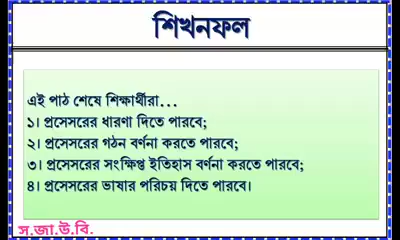 শিখনফল
এই পাঠ শেষে শিক্ষার্থীরা...
১। প্রসেসরের ধারণা দিতে পারবে;
২। প্রসেসরের গঠন বর্ণনা করতে পারবে;
৩। প্রসেসরের সংক্ষিপ্ত ইতিহাস বর্ণনা করতে পারবে;
৪। প্রসেসরের ভাষার পরিচয় দিতে পারবে।
স.জা.উ.বি.